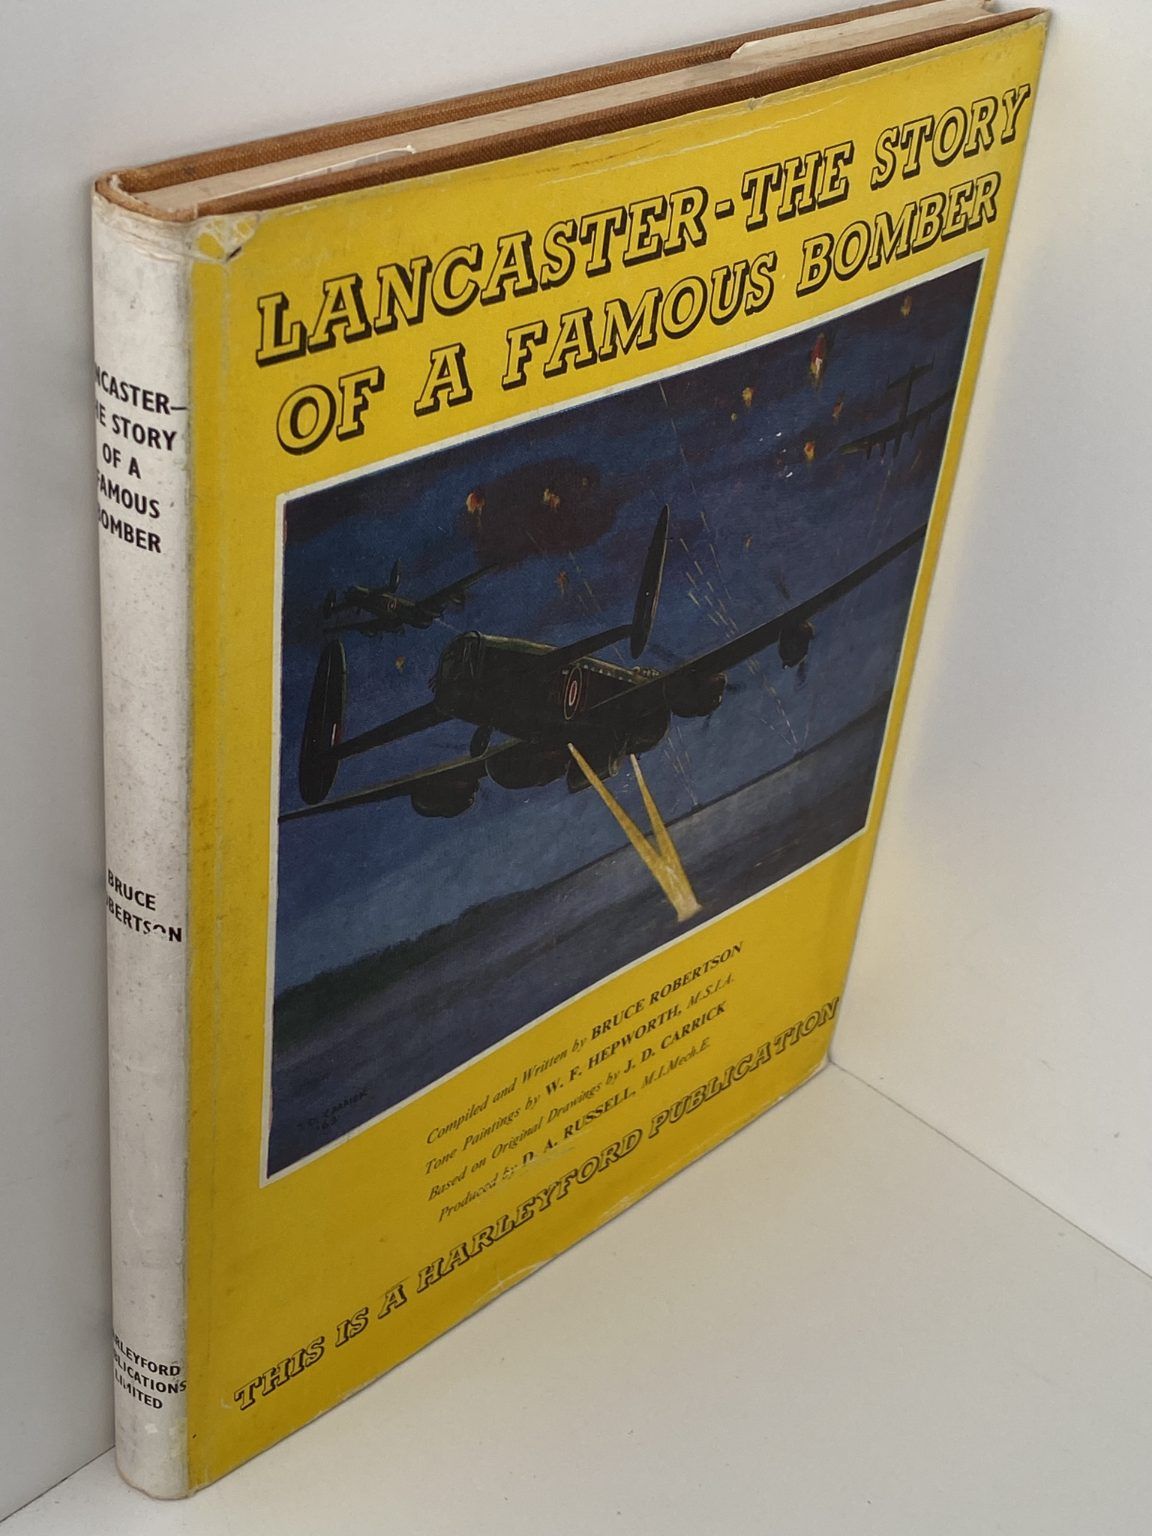 LANCASTER-THE STORY
OF A FAMOUS BOMBER
Compiled and Written by BRUCE ROBERTSON
Tone Paintings by W. F. HEPWORTH, M.S.I.A.
Based on Original Drawings by J. D. CARRICK
Produced by D. A. RUSSELL, M.I.Mech.E.
THIS IS A HARLEYFORD PUBLICATION
NCASTER–
HE STORY
OF A
FAMOUS
BOMBER
BRUCE
OBERTSON
ARLEYFORD
BLICATIONS
LIMITED